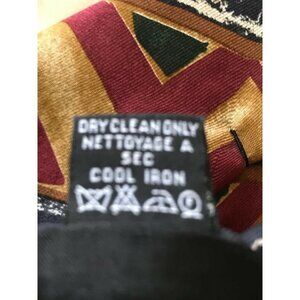 DRY CLEAN ONLY
NETTOYAGE A
SEC
COOL IRON